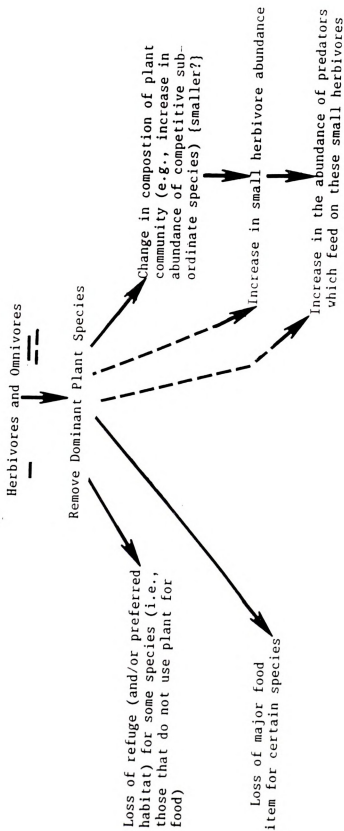 Herbivores and Omnivores
Remove Dominant Plant Species
Loss of refuge (and/or preferred
habitat) for some species (i.e.,
those that do not use plant for
food)
Loss of major food
item for certain species
Change in compostion of plant
community (e.g., increase in
abundance of competitive sub-
ordinate species) [smaller?]
Increase in small herbivore abundance
Increase in the abundance of predators
which feed on these small herbivores